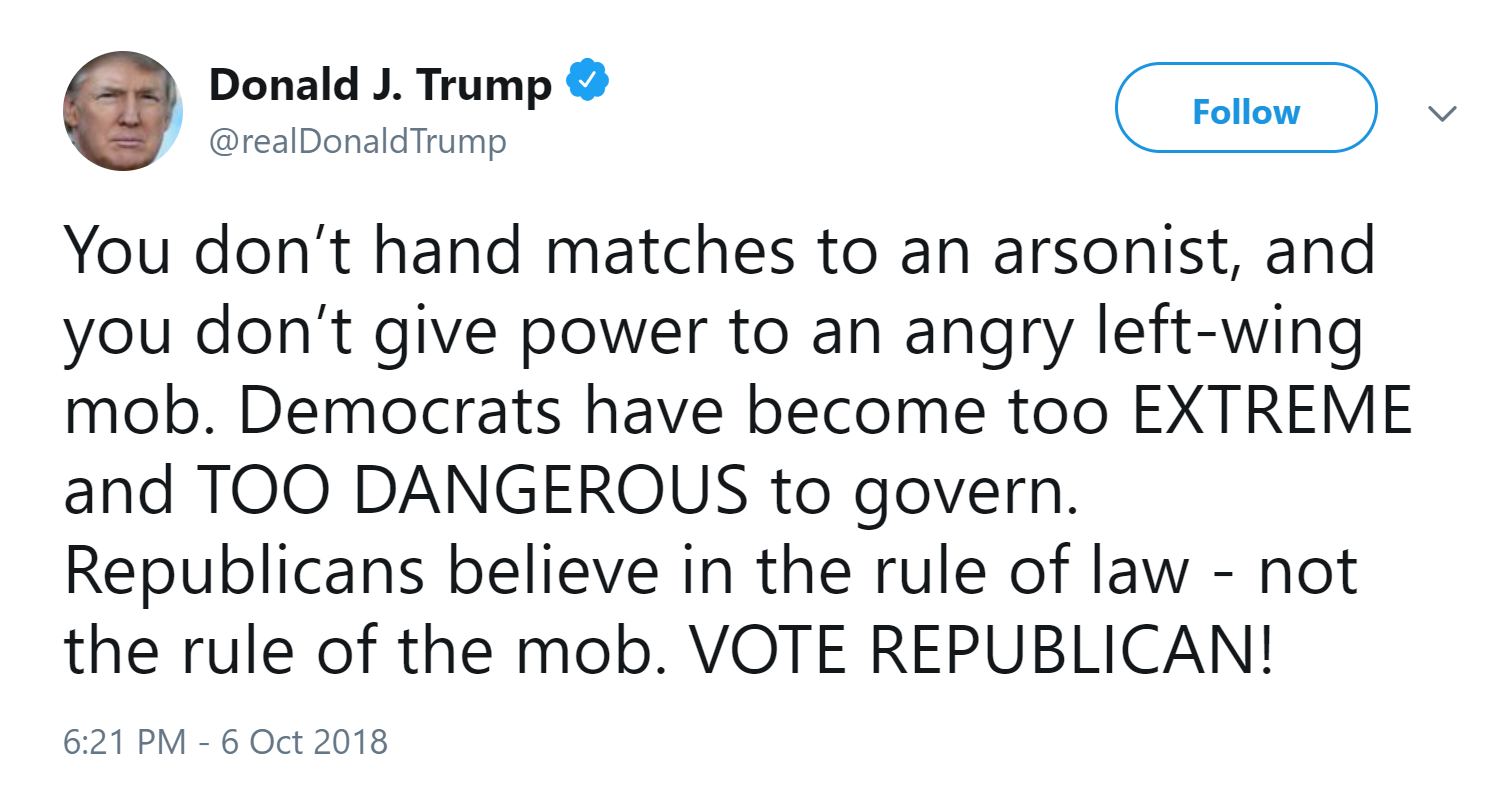 Donald J. Trump
@realDonaldTrump
Follow
You don’t hand matches to an arsonist, and
you don’t give power to an angry left-wing
mob. Democrats have become too EXTREME
and TOO DANGEROUS to govern.
Republicans believe in the rule of law - not
the rule of the mob. VOTE REPUBLICAN!
6:21 PM - 6 Oct 2018